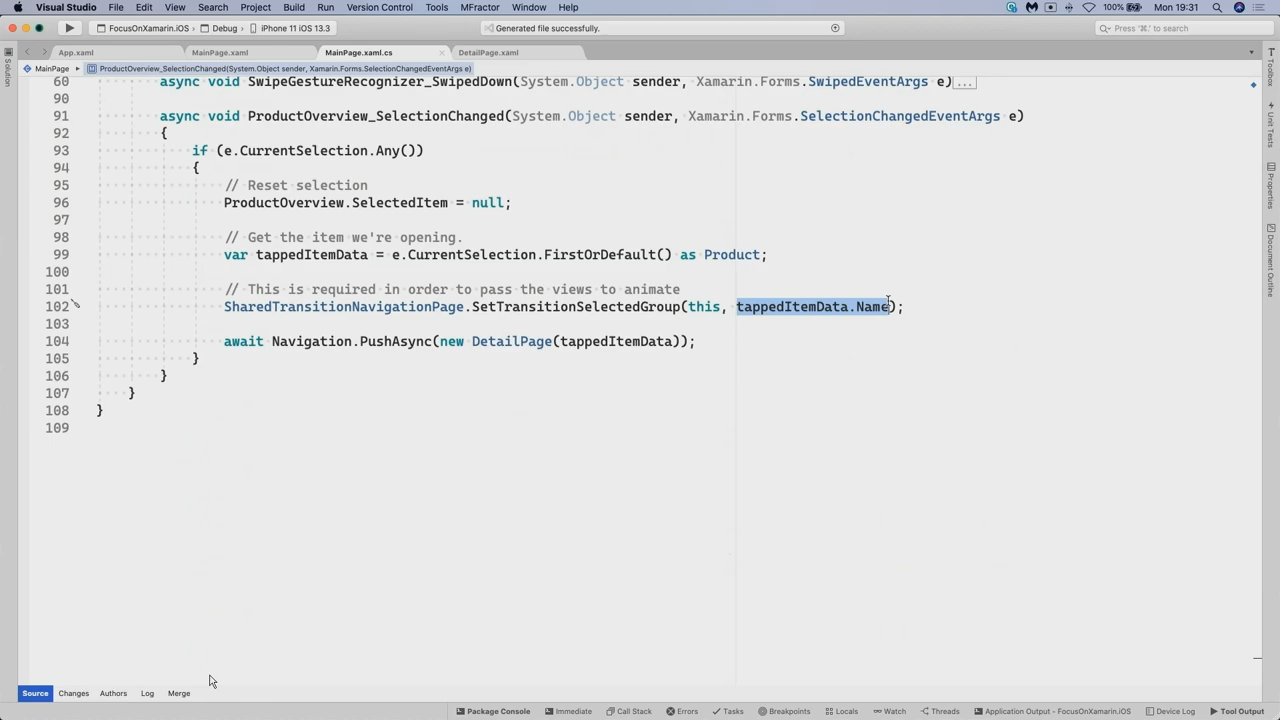 Visual Studio File Edit View Search Project Build Run Version Control Tools MFractor Window Help 100% Mon 19:31
FocusOnXamarin.iOS › Debug › iPhone 11 iOS 13.3 Generated file successfully. Press '⌘.' to search
App.xaml MainPage.xaml MainPage.xaml.cs DetailPage.xaml
MainPage ▸ ProductOverview_SelectionChanged(System.Object sender, Xamarin.Forms.SelectionChangedEventArgs e)
Solution
Toolbox
Unit Tests
Properties
Document Outline
60 async void SwipeGestureRecognizer_SwipedDown(System.Object sender, Xamarin.Forms.SwipedEventArgs e)...
90
91 async void ProductOverview_SelectionChanged(System.Object sender, Xamarin.Forms.SelectionChangedEventArgs e)
92 {
93 if (e.CurrentSelection.Any())
94 {
95 // Reset selection
96 ProductOverview.SelectedItem = null;
97
98 // Get the item we're opening.
99 var tappedItemData = e.CurrentSelection.FirstOrDefault() as Product;
100
101 // This is required in order to pass the views to animate
102 SharedTransitionNavigationPage.SetTransitionSelectedGroup(this, tappedItemData.Name);
103
104 await Navigation.PushAsync(new DetailPage(tappedItemData));
105 }
106 }
107 }
108 }
109
Source Changes Authors Log Merge
Package Console Immediate Call Stack Errors Tasks Breakpoints Locals Watch Threads Application Output - FocusOnXamarin.iOS Device Log Tool Output